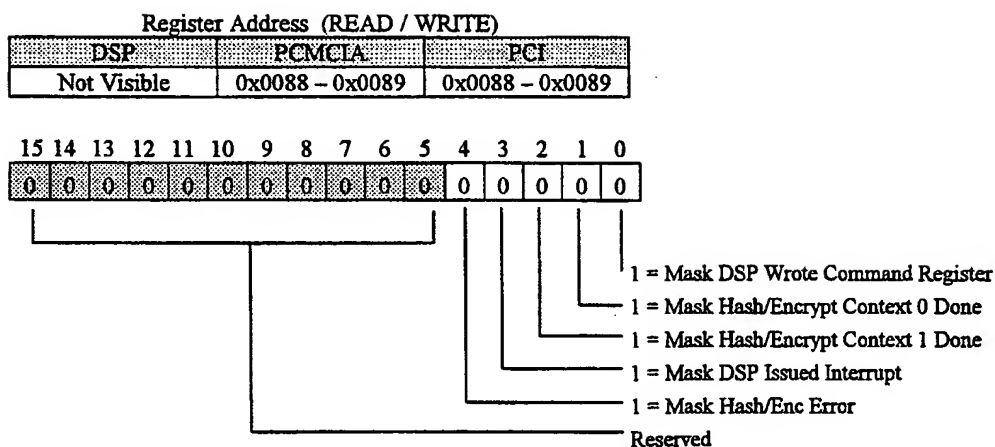 Register Address (READ / WRITE)
DSP PCMCIA PCI
Not Visible 0x0088 – 0x0089 0x0088 – 0x0089
15 14 13 12 11 10 9 8 7 6 5 4 3 2 1 0
0 0 0 0 0 0 0 0 0 0 0 0 0 0 0 0
1 = Mask DSP Wrote Command Register
1 = Mask Hash/Encrypt Context 0 Done
1 = Mask Hash/Encrypt Context 1 Done
1 = Mask DSP Issued Interrupt
1 = Mask Hash/Enc Error
Reserved